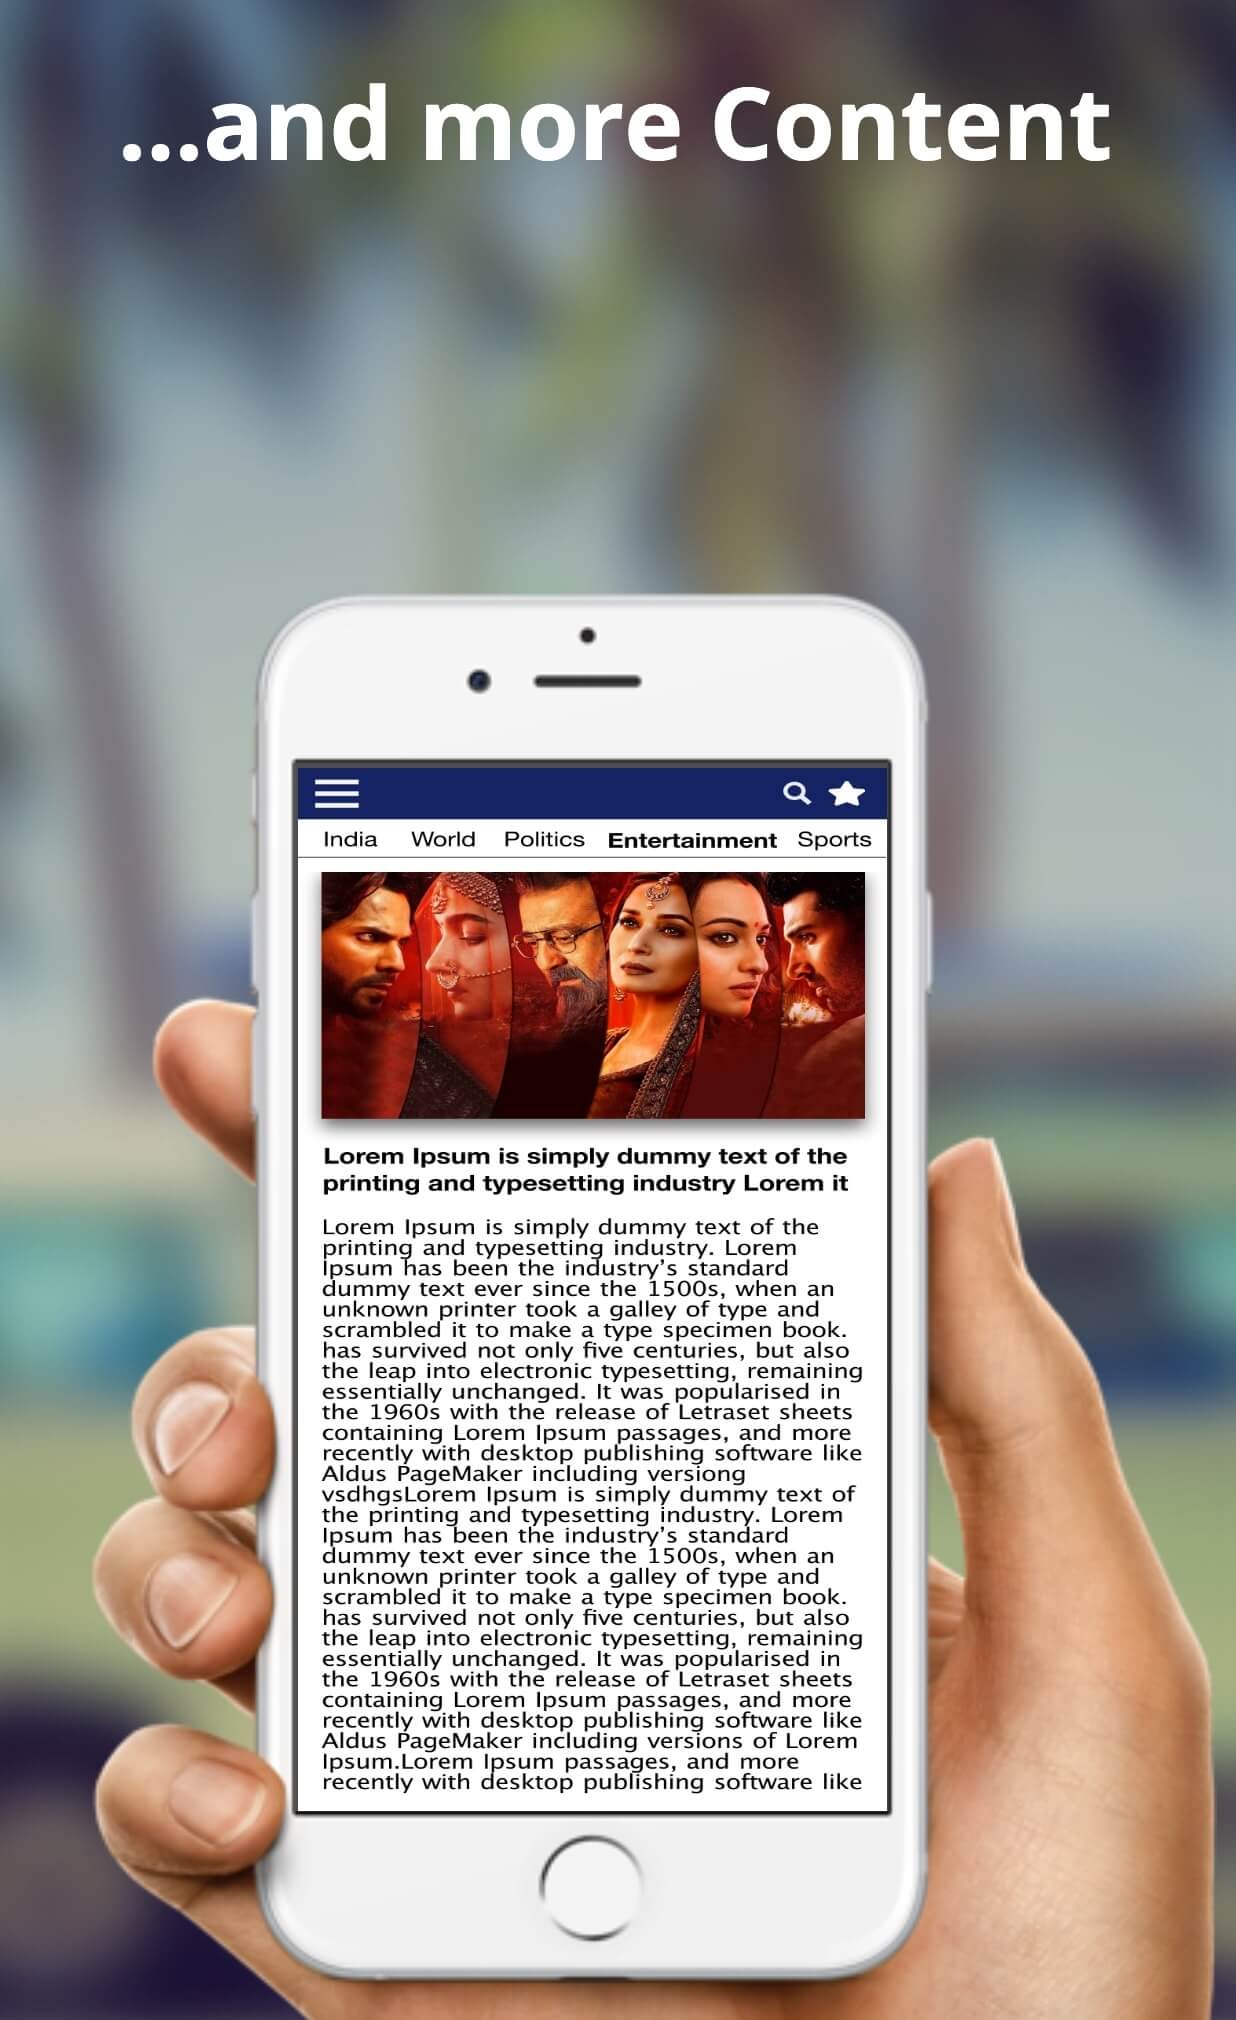 ...and more Content
India World Politics Entertainment Sports
Lorem Ipsum is simply dummy text of the
printing and typesetting industry Lorem it
Lorem Ipsum is simply dummy text of the
printing and typesetting industry. Lorem
Ipsum has been the industry’s standard
dummy text ever since the 1500s, when an
unknown printer took a galley of type and
scrambled it to make a type specimen book.
has survived not only five centuries, but also
the leap into electronic typesetting, remaining
essentially unchanged. It was popularised in
the 1960s with the release of Letraset sheets
containing Lorem Ipsum passages, and more
recently with desktop publishing software like
Aldus PageMaker including versiong
vsdhgsLorem Ipsum is simply dummy text of
the printing and typesetting industry. Lorem
Ipsum has been the industry’s standard
dummy text ever since the 1500s, when an
unknown printer took a galley of type and
scrambled it to make a type specimen book.
has survived not only five centuries, but also
the leap into electronic typesetting, remaining
essentially unchanged. It was popularised in
the 1960s with the release of Letraset sheets
containing Lorem Ipsum passages, and more
recently with desktop publishing software like
Aldus PageMaker including versions of Lorem
Ipsum.Lorem Ipsum passages, and more
recently with desktop publishing software like